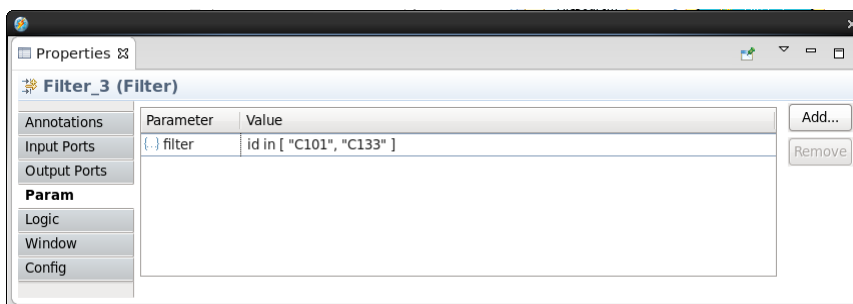 Properties
Filter_3 (Filter)
Annotations
Input Ports
Output Ports
Param
Logic
Window
Config
Parameter Value
filter id in [ "C101", "C133" ]
Add...
Remove